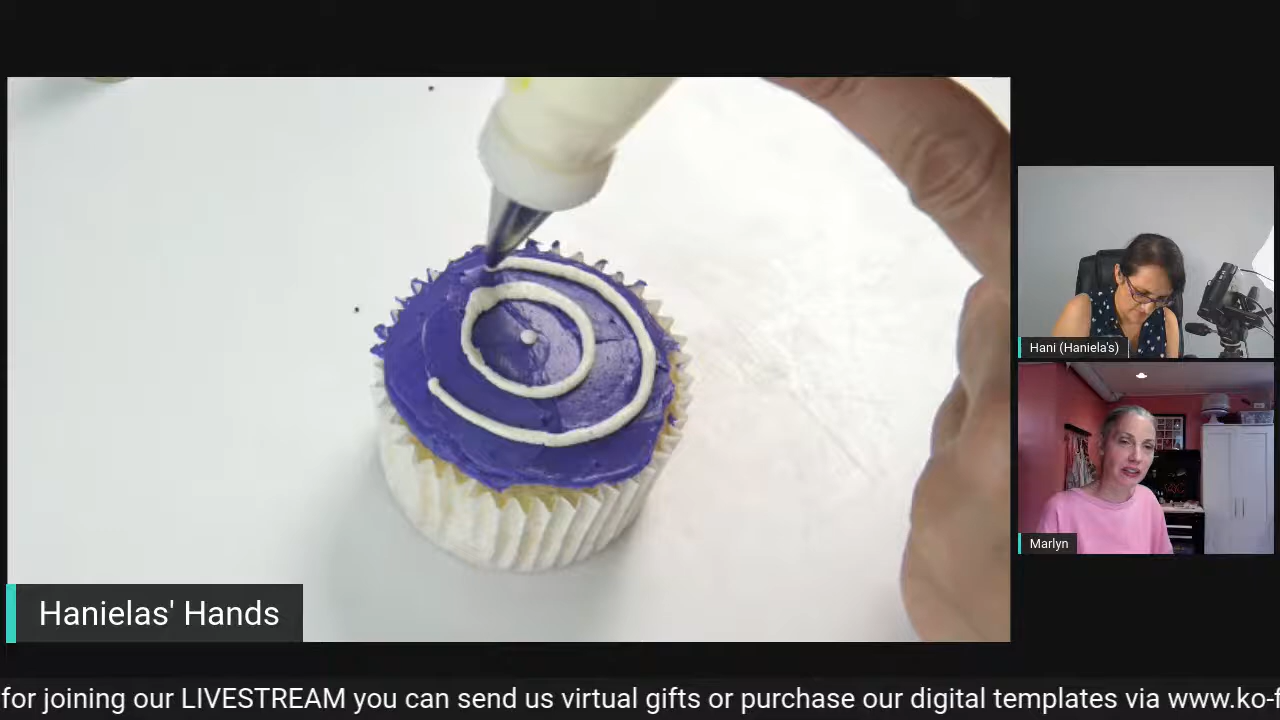 Hani (Haniela's)
Marlyn
Hanielas' Hands
for joining our LIVESTREAM you can send us virtual gifts or purchase our digital templates via www.ko-f